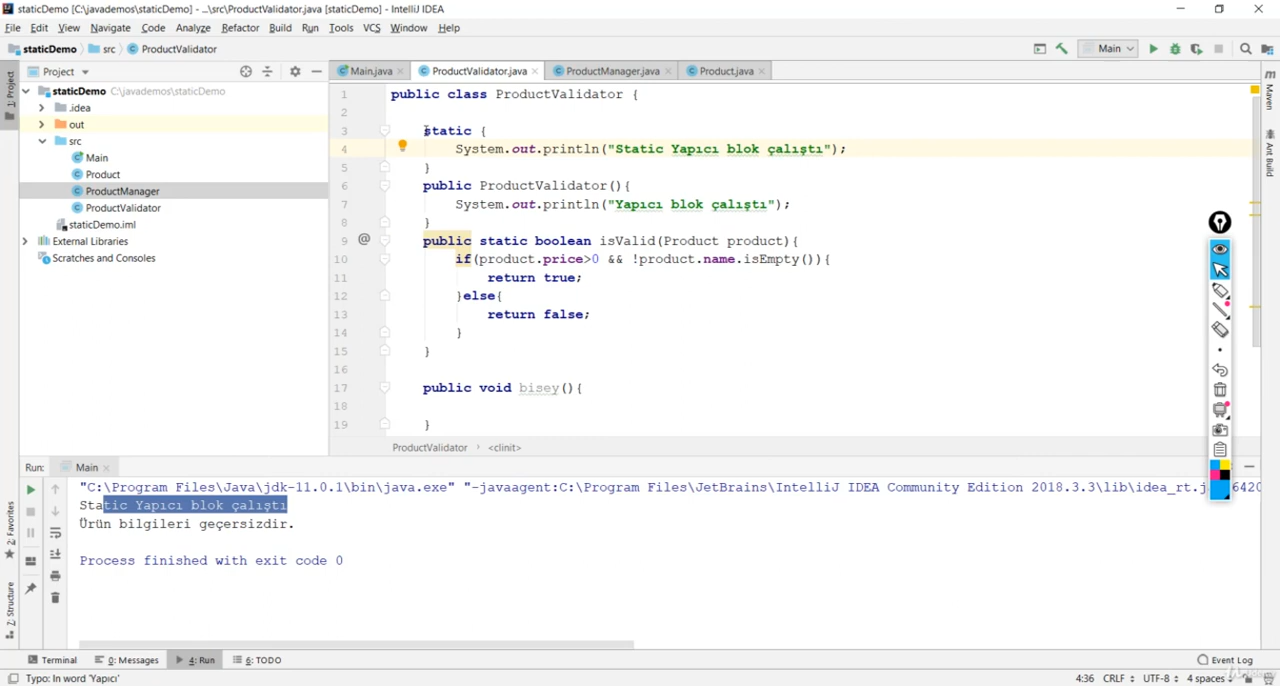 staticDemo [C:\javademos\staticDemo] - ...\src\ProductValidator.java [staticDemo] - IntelliJ IDEA
File Edit View Navigate Code Analyze Refactor Build Run Tools VCS Window Help
staticDemo src ProductValidator Main
1: Project
Project
Main.java ProductValidator.java ProductManager.java Product.java
staticDemo C:\javademos\staticDemo
.idea
out
src
Main
Product
ProductManager
ProductValidator
staticDemo.iml
External Libraries
Scratches and Consoles
1 public class ProductValidator {
2
3 static {
4 System.out.println("Static Yapıcı blok çalıştı");
5 }
6 public ProductValidator(){
7 System.out.println("Yapıcı blok çalıştı");
8 }
9 @ public static boolean isValid(Product product){
10 if(product.price>0 && !product.name.isEmpty()){
11 return true;
12 }else{
13 return false;
14 }
15 }
16
17 public void bisey(){
18
19 }
ProductValidator › <clinit>
Maven
Ant Build
Run: Main
"C:\Program Files\Java\jdk-11.0.1\bin\java.exe" "-javaagent:C:\Program Files\JetBrains\IntelliJ IDEA Community Edition 2018.3.3\lib\idea_rt.j
Static Yapıcı blok çalıştı
Ürün bilgileri geçersizdir.
Process finished with exit code 0
2: Favorites
7: Structure
Terminal 0: Messages 4: Run 6: TODO Event Log
Typo: In word 'Yapıcı' 4:36 CRLF UTF-8 4 spaces